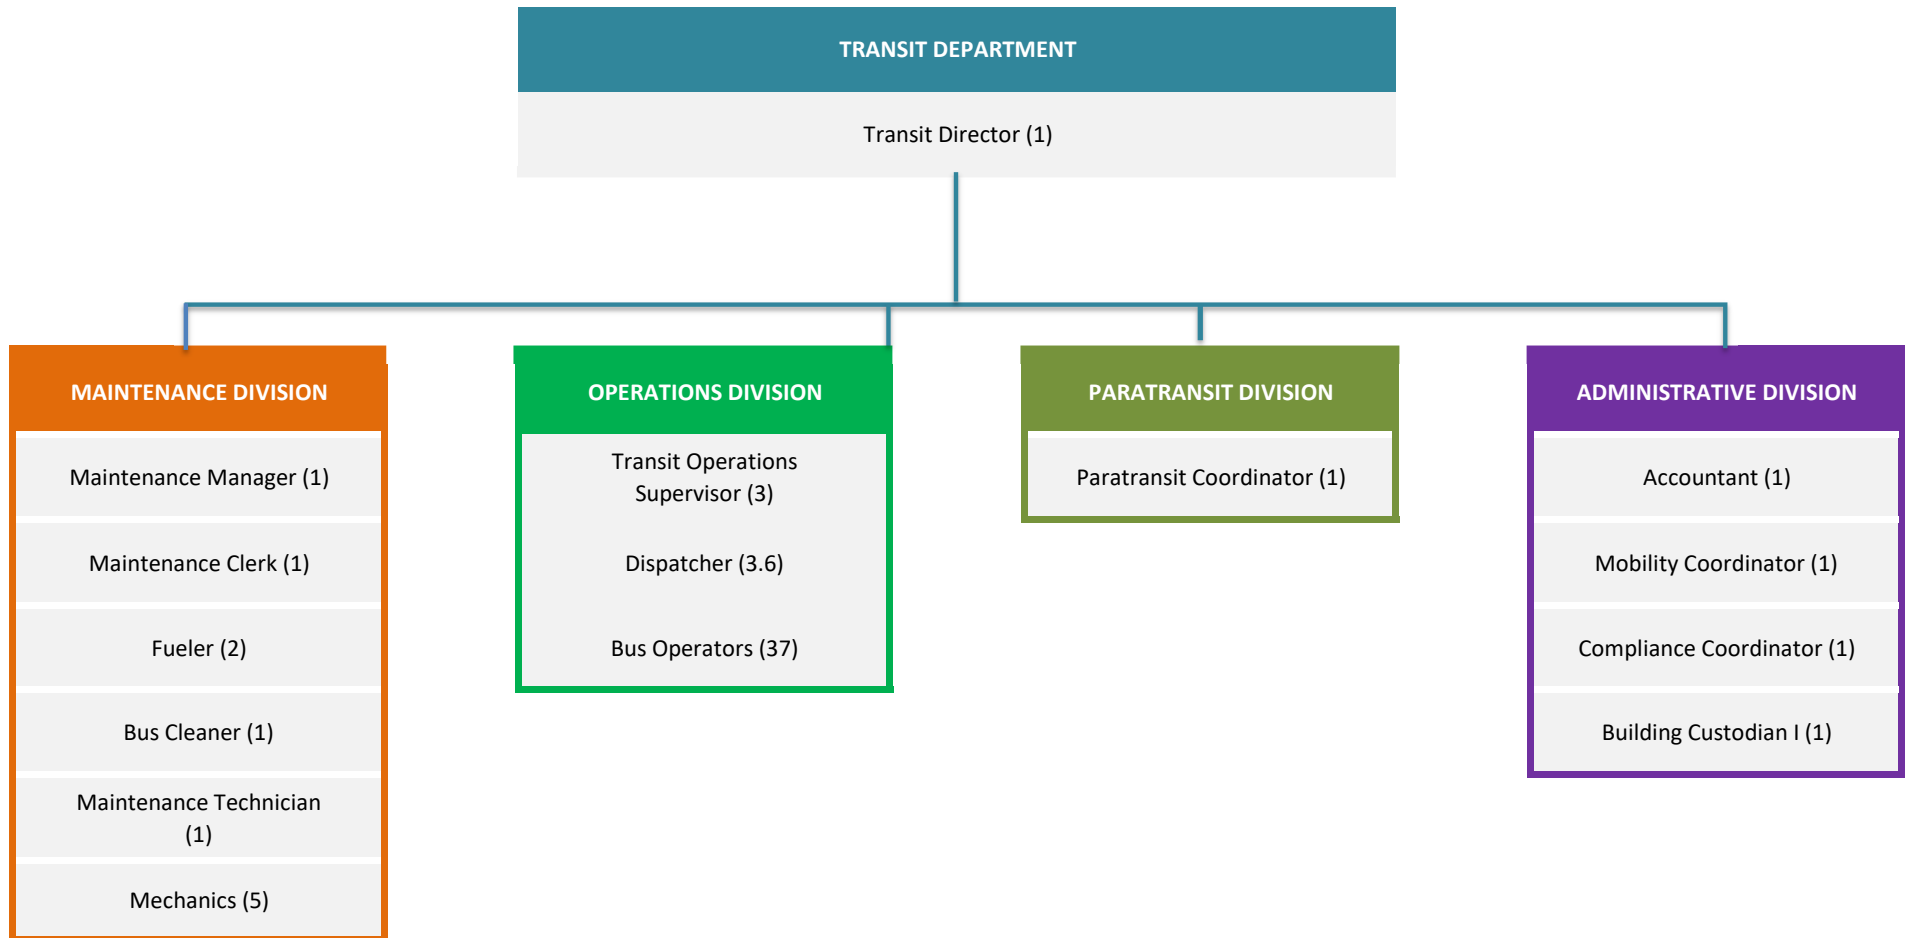 TRANSIT DEPARTMENT
Transit Director (1)
MAINTENANCE DIVISION
Maintenance Manager (1)
Maintenance Clerk (1)
Fueler (2)
Bus Cleaner (1)
Maintenance Technician
(1)
Mechanics (5)
OPERATIONS DIVISION
Transit Operations
Supervisor (3)
Dispatcher (3.6)
Bus Operators (37)
PARATRANSIT DIVISION
Paratransit Coordinator (1)
ADMINISTRATIVE DIVISION
Accountant (1)
Mobility Coordinator (1)
Compliance Coordinator (1)
Building Custodian I (1)